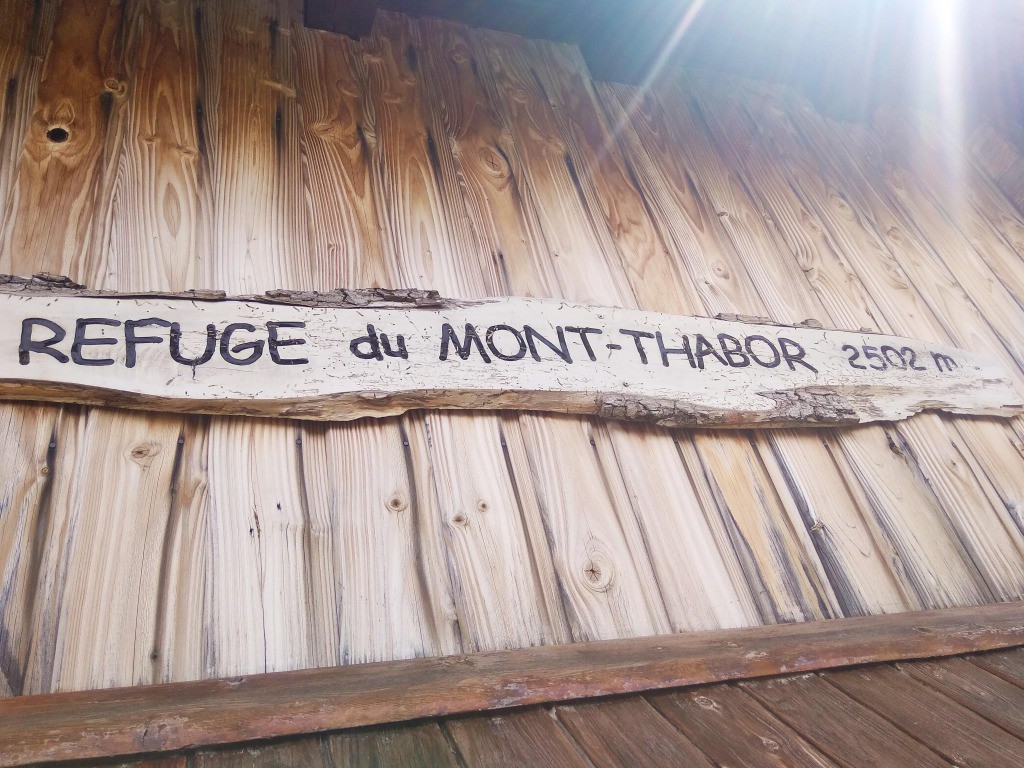 REFUGE du MONT-THABOR 2502 m.